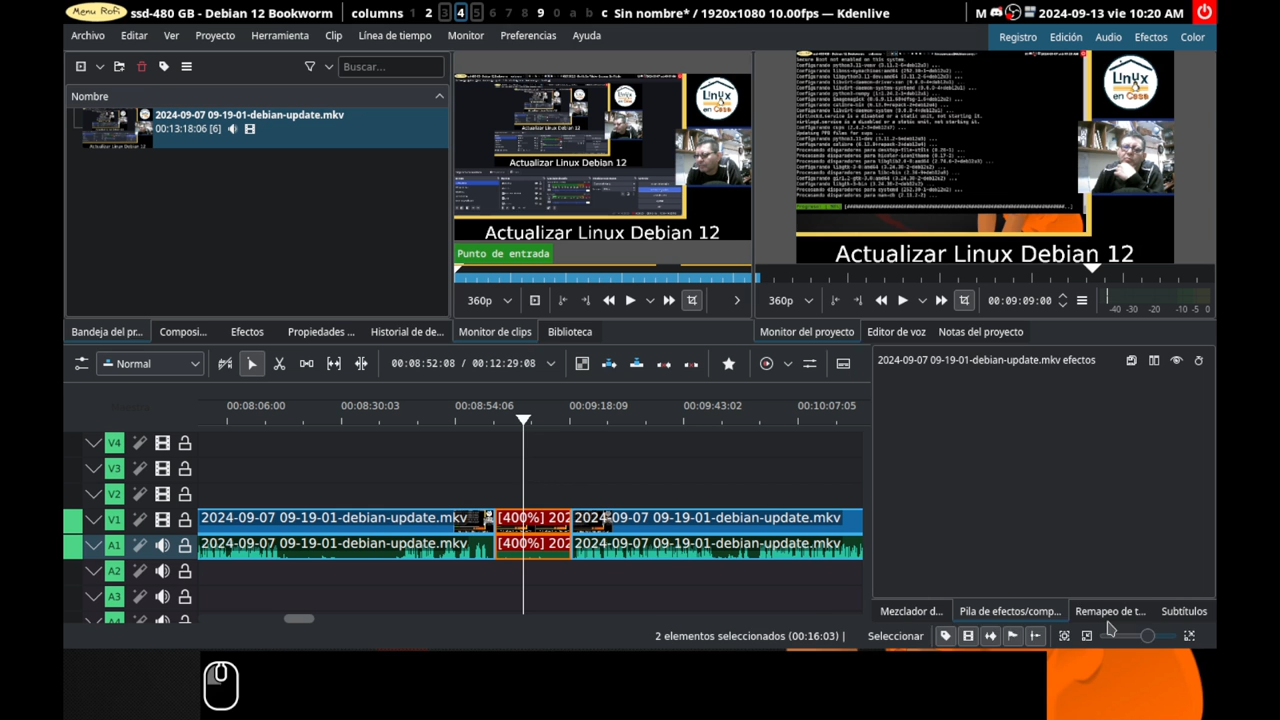 Menu Rofi ssd-480 GB - Debian 12 Bookworm columns 1 2 3 4 5 6 7 8 9 0 a b c Sin nombre* / 1920x1080 10.00fps — Kdenlive M 2024-09-13 vie 10:20 AM
Archivo Editar Ver Proyecto Herramienta Clip Línea de tiempo Monitor Preferencias Ayuda
Registro Edición Audio Efectos Color
Buscar...
Nombre
2024-09-07 09-19-01-debian-update.mkv
00:13:18:06 [6]
Linux
en Casa
Actualizar Linux Debian 12
Actualizar Linux Debian 12
Linux
en Casa
Actualizar Linux Debian 12
Punto de entrada
360p
360p 00:09:09:00 -40 -30 -20 -10 -5 0
Bandeja del pr... Composi... Efectos Propiedades ... Historial de de... Monitor de clips Biblioteca Monitor del proyecto Editor de voz Notas del proyecto
Normal 00:08:52:08 / 00:12:29:08
2024-09-07 09-19-01-debian-update.mkv efectos
00:08:06:00 00:08:30:03 00:08:54:06 00:09:18:09 00:09:43:02 00:10:07:05
V4
V3
V2
V1 2024-09-07 09-19-01-debian-update.mkv [400%] 202 2024-09-07 09-19-01-debian-update.mkv
A1 2024-09-07 09-19-01-debian-update.mkv [400%] 202 2024-09-07 09-19-01-debian-update.mkv
A2
A3
A4
Mezclador d... Pila de efectos/comp... Remapeo de t... Subtítulos
2 elementos seleccionados (00:16:03) | Seleccionar